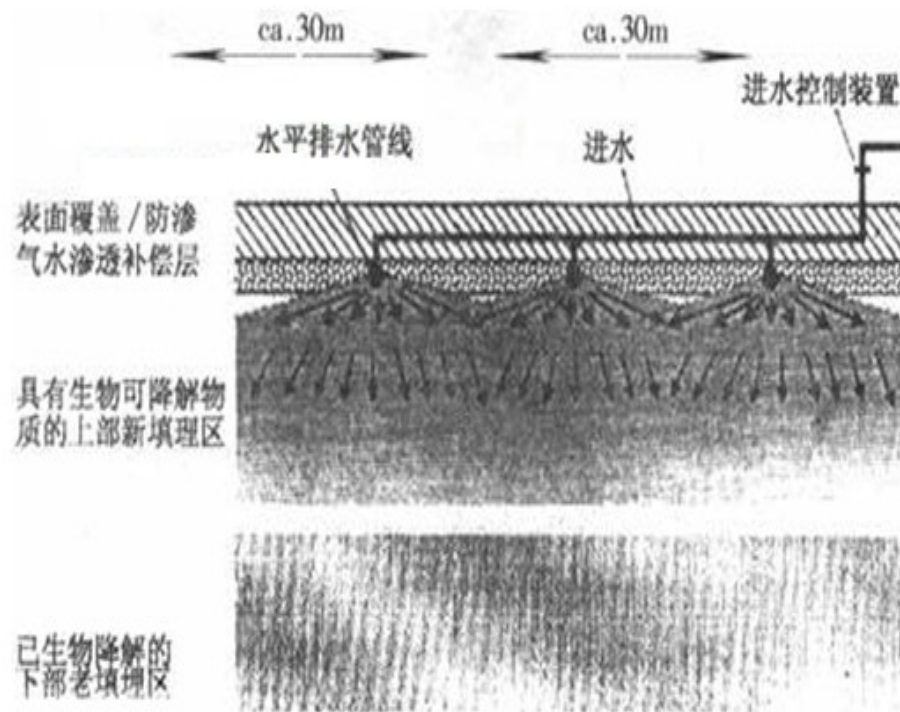 ca.30m
ca.30m
进水控制装置
水平排水管线
进水
表面覆盖/防渗
气水渗透补偿层
具有生物可降解物
质的上部新填理区
已生物降解的
下部老填理区